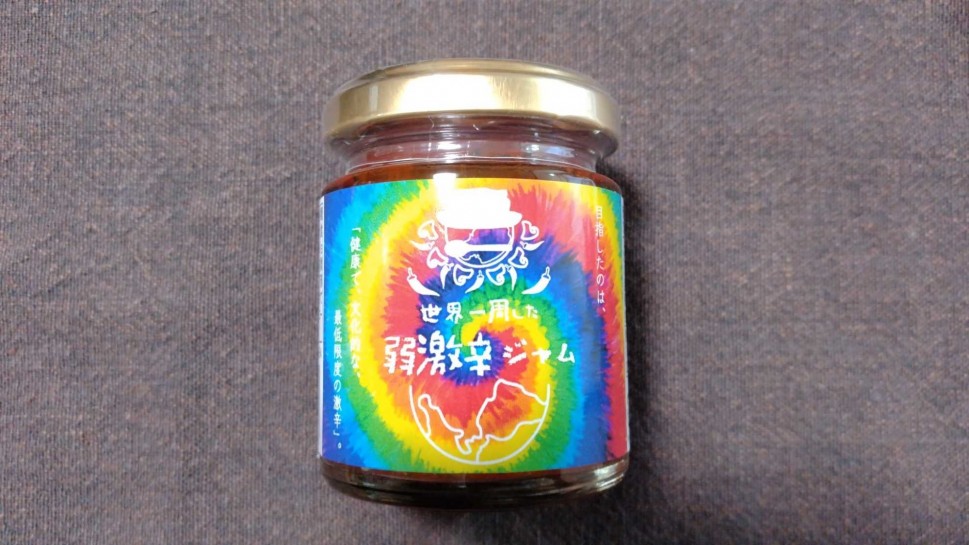 目指したのは、
世界一周した
弱激辛ジャム
「健康で、文化的な、
最低限度の激辛」。